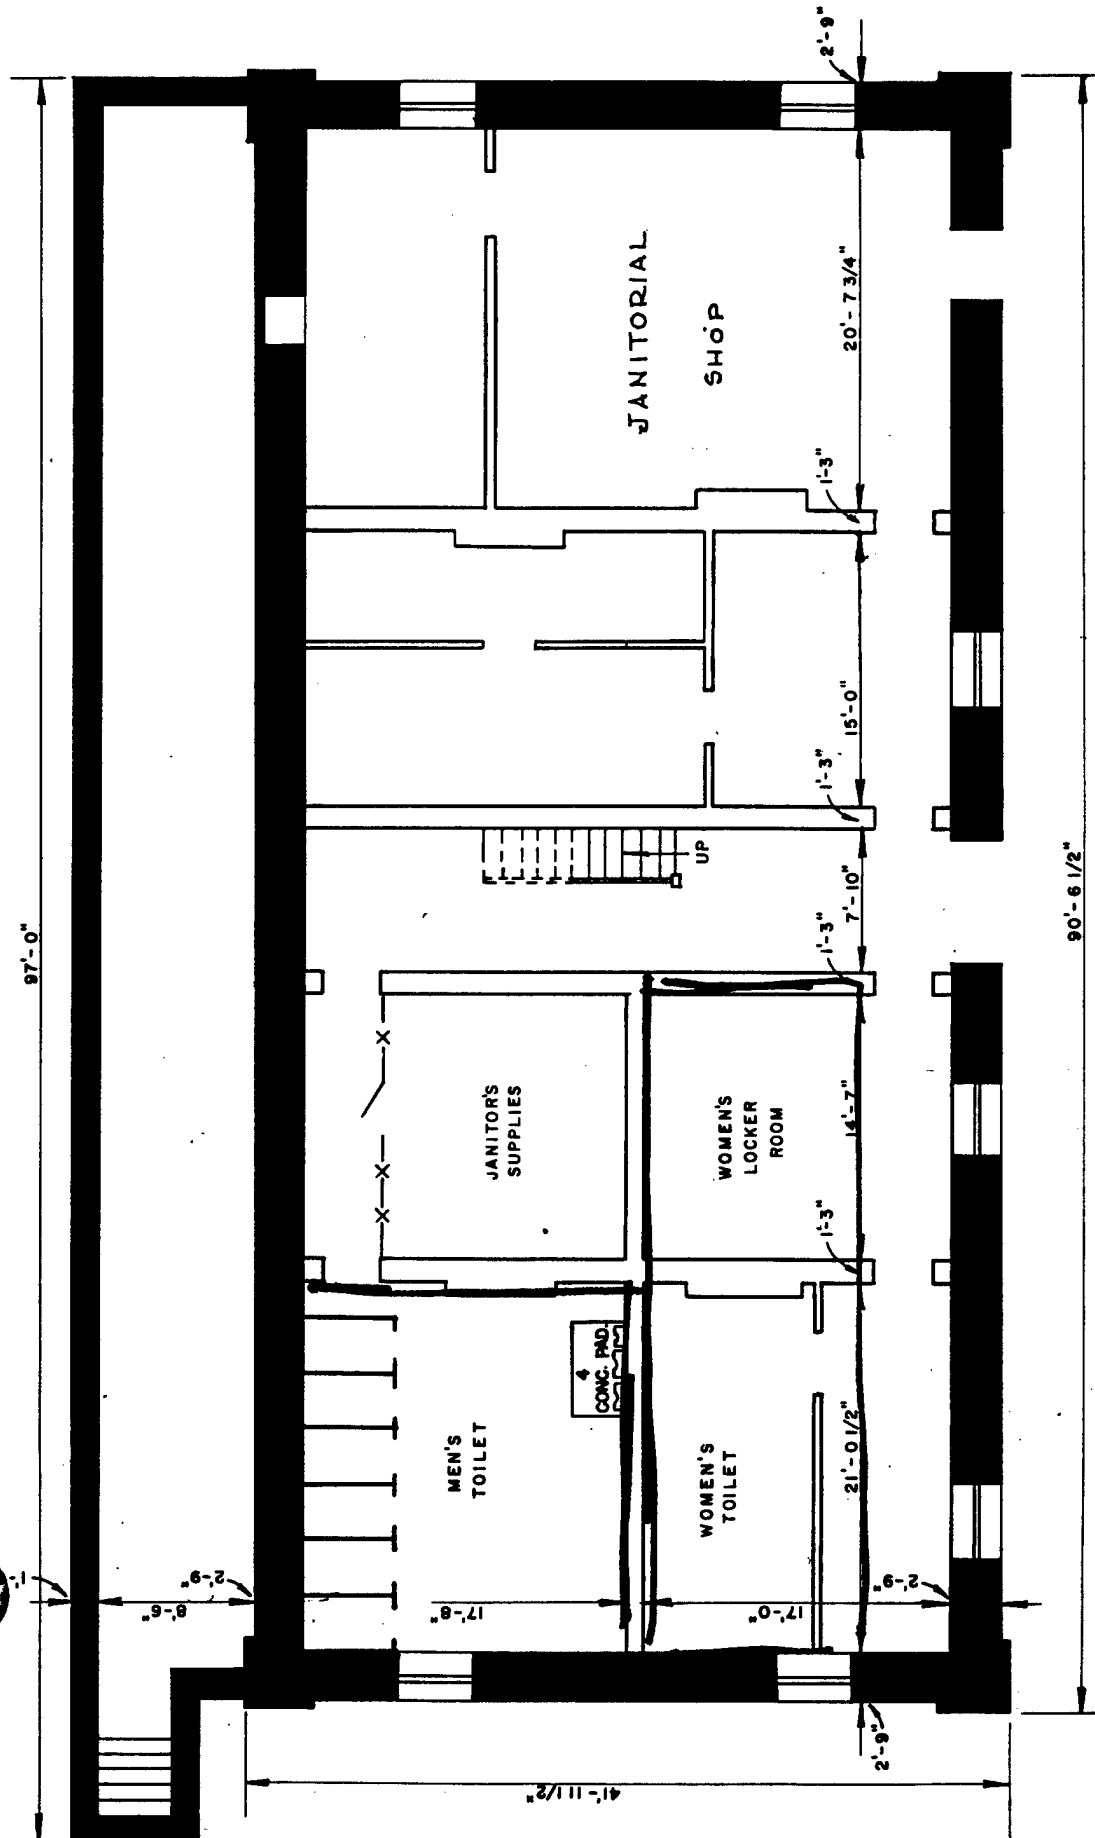 97'-0"
2'-9"
20'-7 3/4"
JANITORIAL
SHOP
1'-3"
15'-0"
1'-3"
UP
7'-10"
1'-3"
90'-6 1/2"
JANITOR'S
SUPPLIES
WOMEN'S
LOCKER
ROOM
14'-7"
1'-3"
4
CONC. PAD.
MEN'S
TOILET
WOMEN'S
TOILET
21'-0 1/2"
1'-
8'-6"
2'-9"
17'-8"
17'-0"
2'-9"
2'-9"
41'-11 1/2"